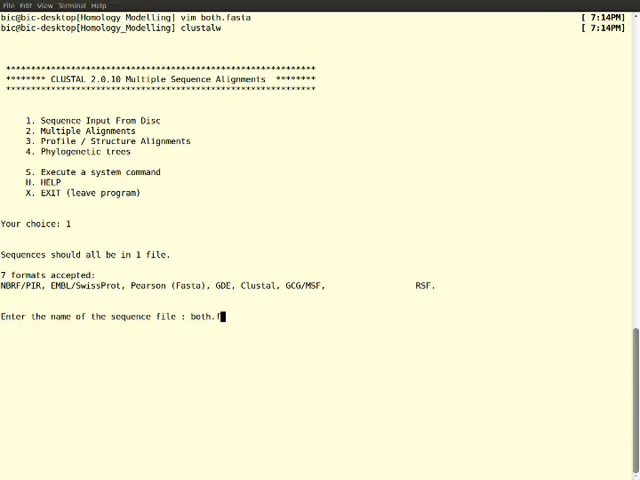 File Edit View Terminal Help
bic@bic-desktop[Homology Modelling] vim both.fasta [ 7:14PM]
bic@bic-desktop[Homology_Modelling] clustalw [ 7:14PM]
**************************************************************
******** CLUSTAL 2.0.10 Multiple Sequence Alignments ********
**************************************************************
1. Sequence Input From Disc
2. Multiple Alignments
3. Profile / Structure Alignments
4. Phylogenetic trees
S. Execute a system command
H. HELP
X. EXIT (leave program)
Your choice: 1
Sequences should all be in 1 file.
7 formats accepted:
NBRF/PIR, EMBL/SwissProt, Pearson (Fasta), GDE, Clustal, GCG/MSF, RSF.
Enter the name of the sequence file : both.f